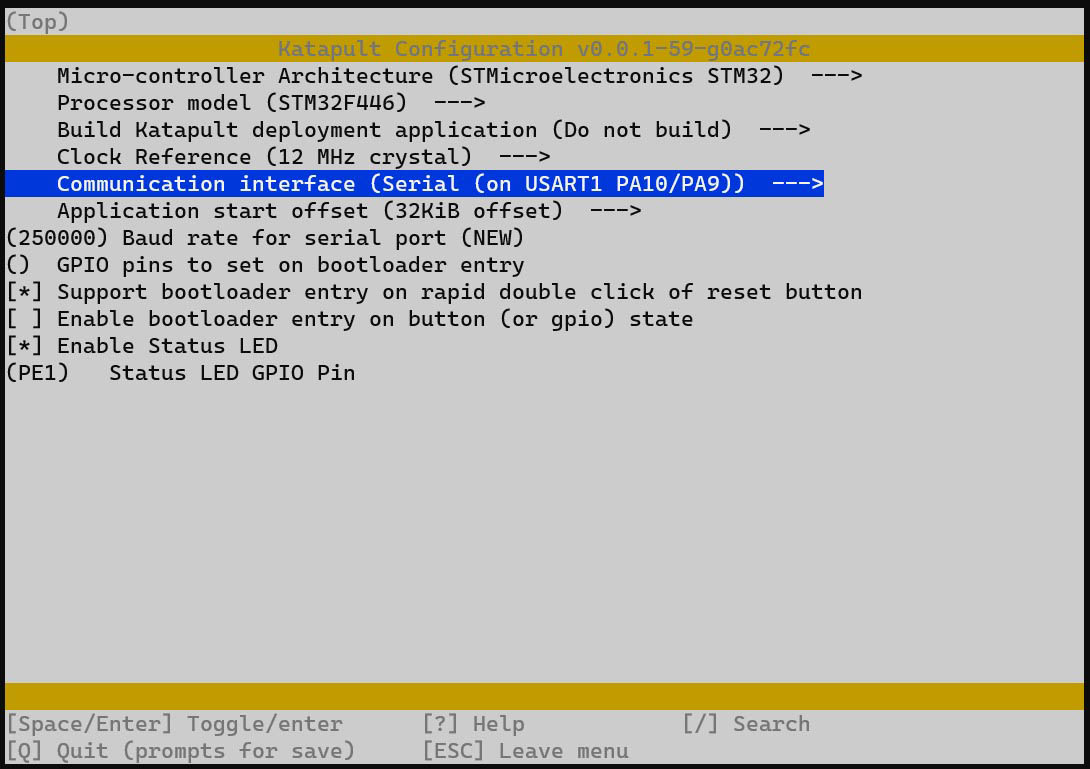 (Top)
Katapult Configuration v0.0.1-59-g0ac72fc
Micro-controller Architecture (STMicroelectronics STM32)  --->
Processor model (STM32F446)  --->
Build Katapult deployment application (Do not build)  --->
Clock Reference (12 MHz crystal)  --->
Communication interface (Serial (on USART1 PA10/PA9))  --->
Application start offset (32KiB offset)  --->
(250000) Baud rate for serial port (NEW)
()  GPIO pins to set on bootloader entry
[*] Support bootloader entry on rapid double click of reset button
[ ] Enable bootloader entry on button (or gpio) state
[*] Enable Status LED
(PE1)   Status LED GPIO Pin
[Space/Enter] Toggle/enter      [?] Help            [/] Search
[Q] Quit (prompts for save)     [ESC] Leave menu